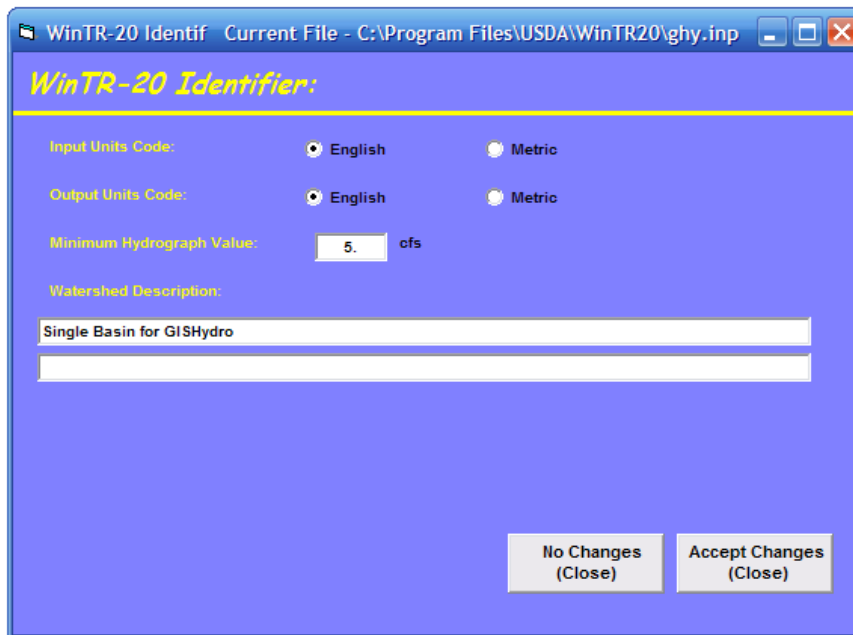 WinTR-20 Identif Current File - C:\Program Files\USDA\WinTR20\ghy.inp
WinTR-20 Identifier:
Input Units Code: English Metric
Output Units Code: English Metric
Minimum Hydrograph Value: 5. cfs
Watershed Description:
Single Basin for GISHydro
No Changes
(Close)
Accept Changes
(Close)